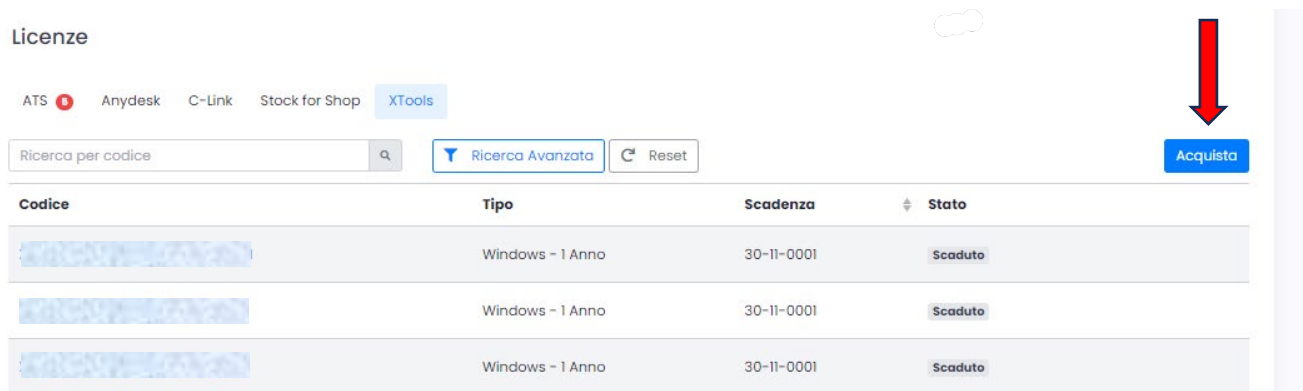 Licenze
ATS 5 Anydesk C-Link Stock for Shop XTools
Ricerca per codice Ricerca Avanzata Reset Acquista
Codice Tipo Scadenza Stato
Windows - 1 Anno 30-11-0001 Scaduto
Windows - 1 Anno 30-11-0001 Scaduto
Windows - 1 Anno 30-11-0001 Scaduto